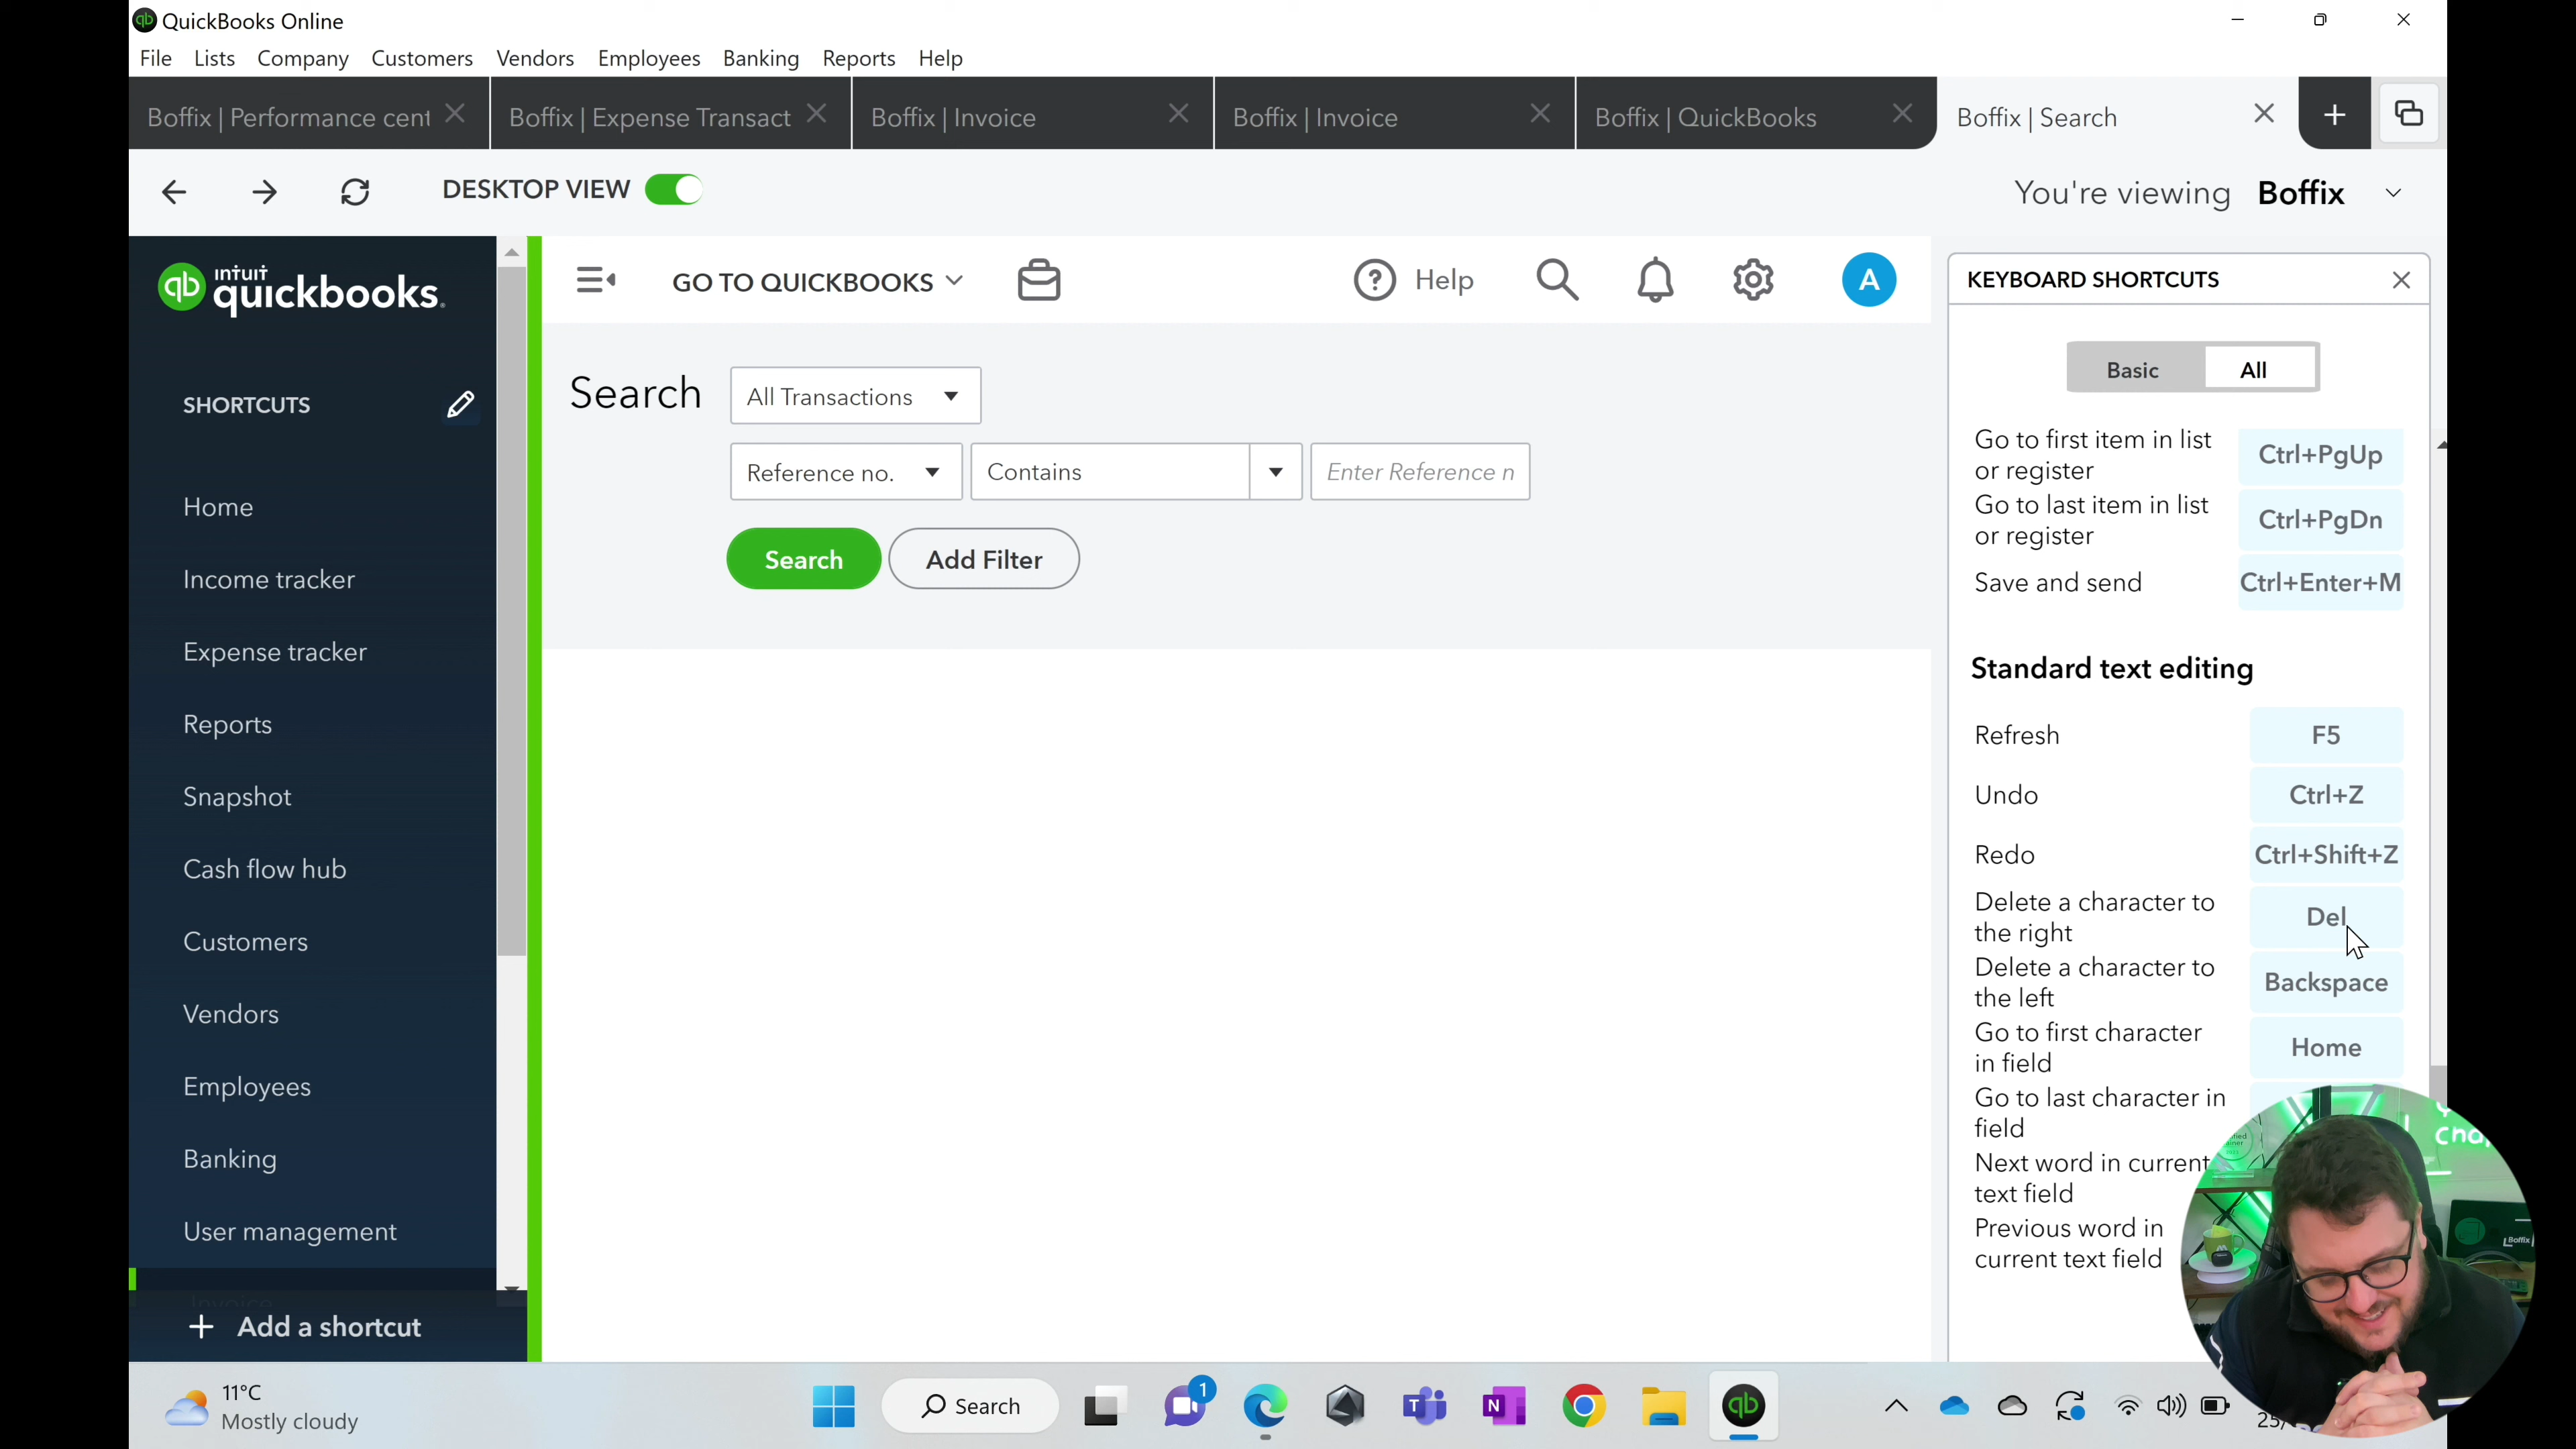 QuickBooks Online
File Lists Company Customers Vendors Employees Banking Reports Help
Boffix | Performance cent
Boffix | Expense Transact
Boffix | Invoice
Boffix | Invoice
Boffix | QuickBooks
Boffix | Search
DESKTOP VIEW
You're viewing Boffix
intuit
quickbooks.
SHORTCUTS
Home
Income tracker
Expense tracker
Reports
Snapshot
Cash flow hub
Customers
Vendors
Employees
Banking
User management
Invoice
+ Add a shortcut
GO TO QUICKBOOKS
Help
A
Search
All Transactions
Reference no.
Contains
Enter Reference n
Search
Add Filter
KEYBOARD SHORTCUTS
Basic
All
Go to first item in list
or register
Ctrl+PgUp
Go to last item in list
or register
Ctrl+PgDn
Save and send
Ctrl+Enter+M
Standard text editing
Refresh
F5
Undo
Ctrl+Z
Redo
Ctrl+Shift+Z
Delete a character to
the right
Del
Delete a character to
the left
Backspace
Go to first character
in field
Home
Go to last character in
field
Next word in current
text field
Previous word in
current text field
Boffix
11°C
Mostly cloudy
Search
1
25/